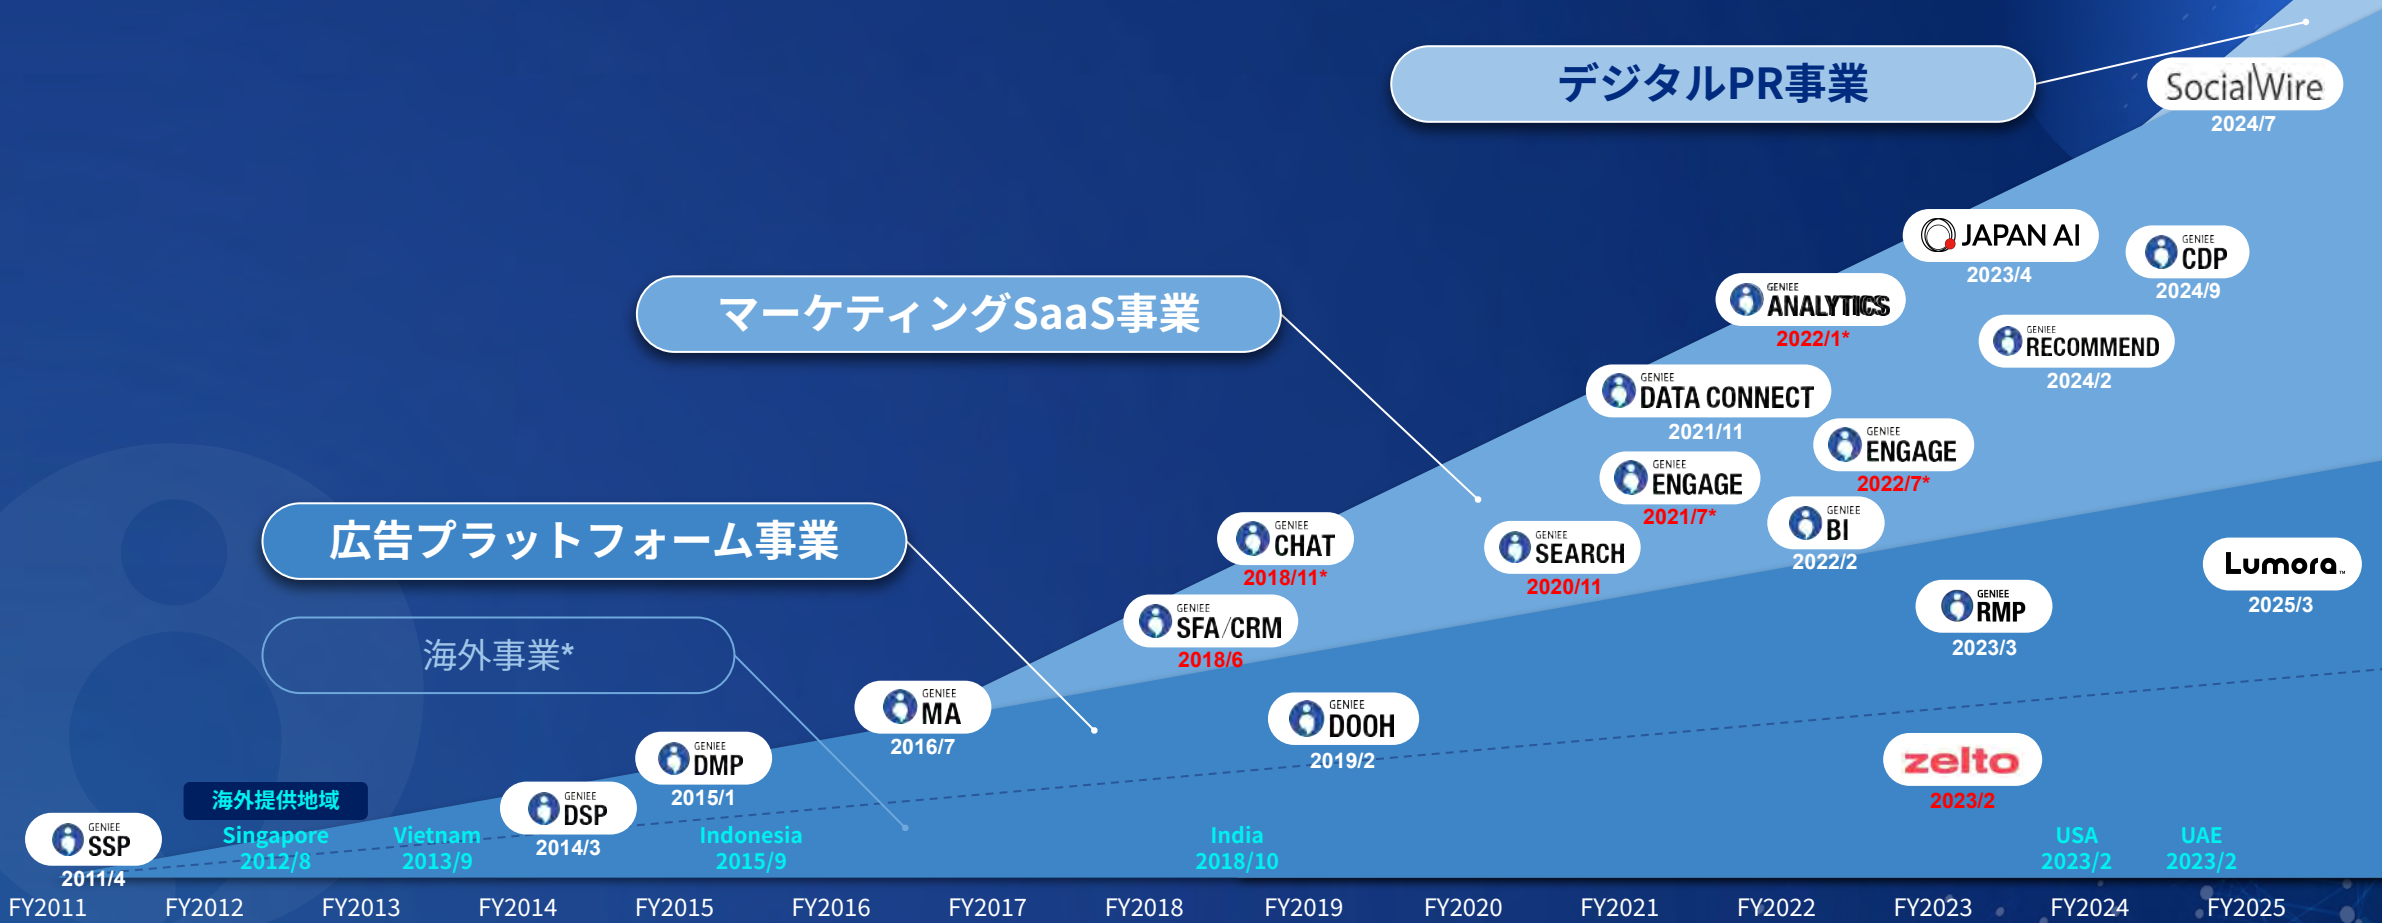 デジタルPR事業
SocialWire
2024/7
JAPAN AI
2023/4
GENIEE
CDP
2024/9
マーケティングSaaS事業
GENIEE
ANALYTICS
2022/1*
GENIEE
RECOMMEND
2024/2
GENIEE
DATA CONNECT
2021/11
GENIEE
ENGAGE
2022/7*
GENIEE
ENGAGE
2021/7*
広告プラットフォーム事業
GENIEE
CHAT
2018/11*
GENIEE
SEARCH
2020/11
GENIEE
BI
2022/2
Lumora™
2025/3
GENIEE
SFA/CRM
2018/6
GENIEE
RMP
2023/3
海外事業*
GENIEE
MA
2016/7
GENIEE
DOOH
2019/2
GENIEE
DMP
2015/1
zelto
2023/2
GENIEE
DSP
2014/3
GENIEE
SSP
2011/4
海外提供地域
Singapore
2012/8
Vietnam
2013/9
Indonesia
2015/9
India
2018/10
USA
2023/2
UAE
2023/2
FY2011 FY2012 FY2013 FY2014 FY2015 FY2016 FY2017 FY2018 FY2019 FY2020 FY2021 FY2022 FY2023 FY2024 FY2025